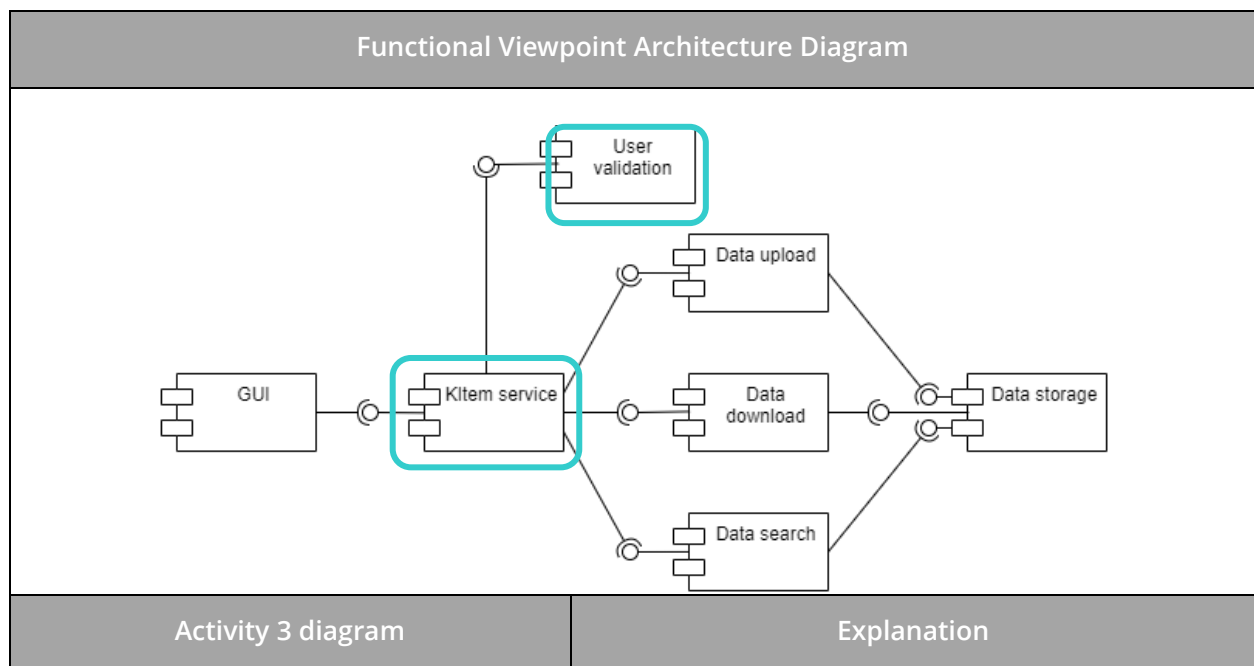 Functional Viewpoint Architecture Diagram
User
validation
Data upload
GUI
KItem service
Data
download
Data storage
Data search
Activity 3 diagram
Explanation